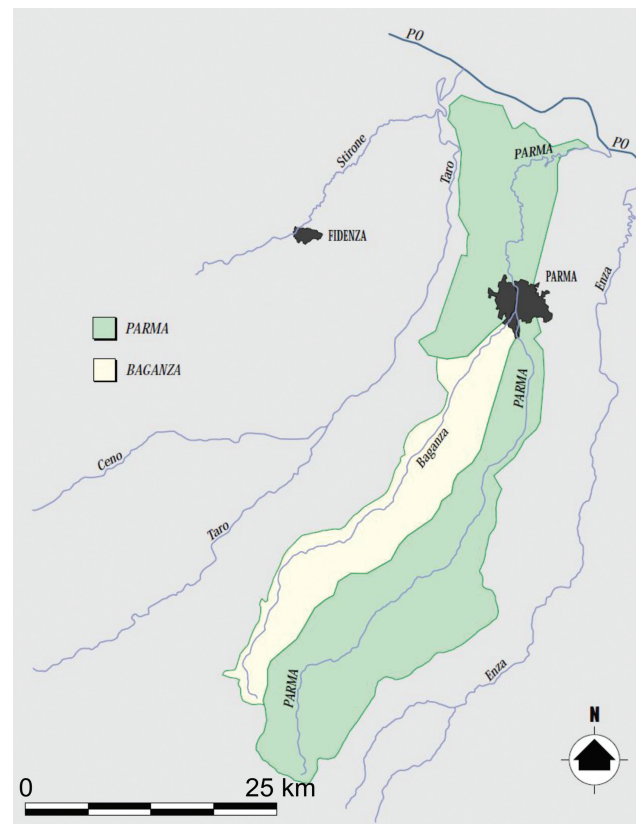 PO
Stirone
PARMA
PO
Taro
FIDENZA
Enza
PARMA
PARMA
BAGANZA
PARMA
Baganza
Ceno
Taro
PARMA
Enza
N
0 25 km